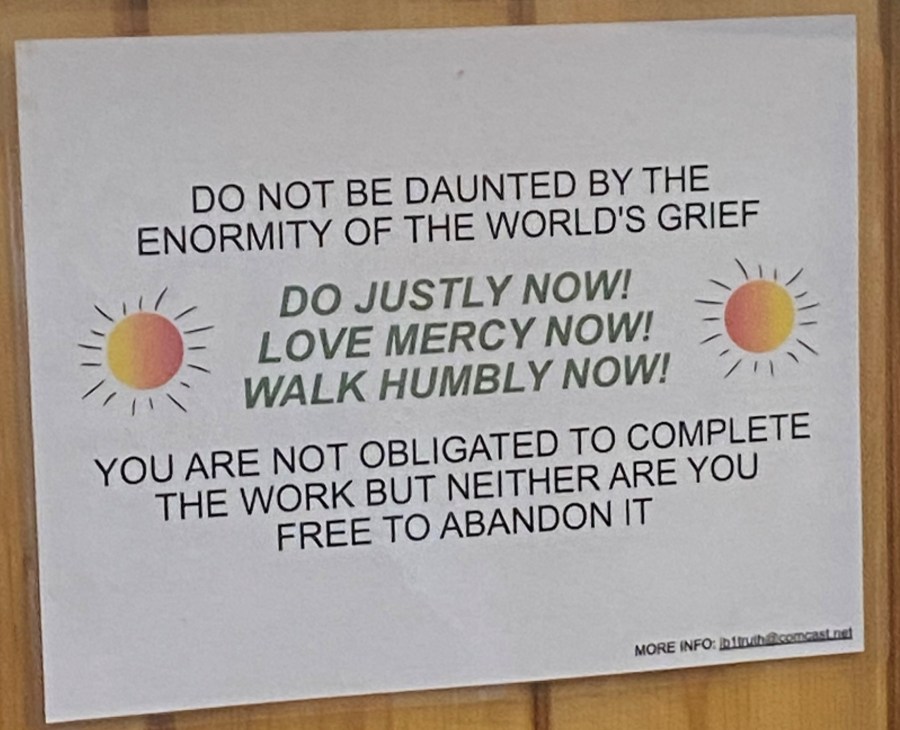 DO NOT BE DAUNTED BY THE
ENORMITY OF THE WORLD'S GRIEF
DO JUSTLY NOW!
LOVE MERCY NOW!
WALK HUMBLY NOW!
YOU ARE NOT OBLIGATED TO COMPLETE
THE WORK BUT NEITHER ARE YOU
FREE TO ABANDON IT
MORE INFO: